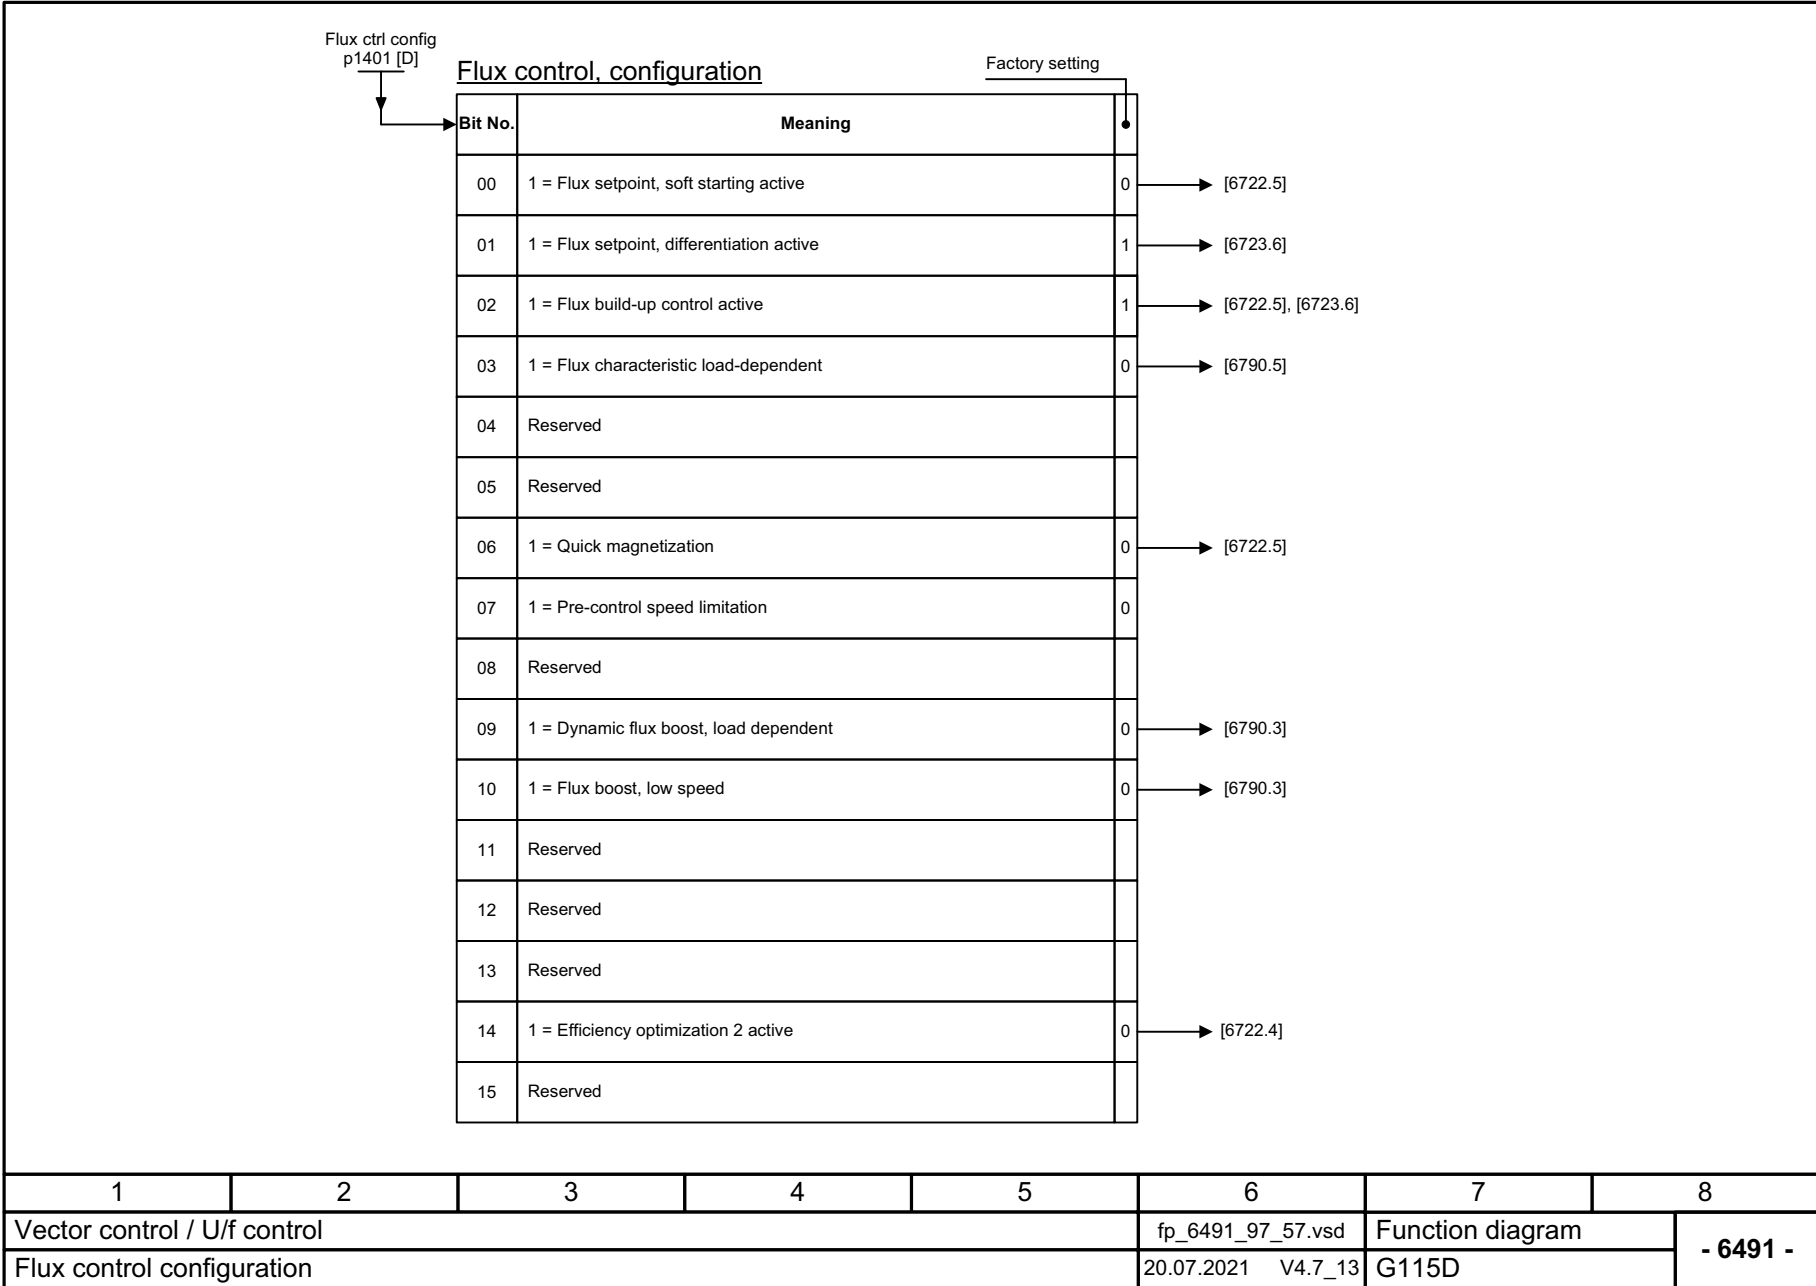 Flux ctrl config
p1401 [D]
Flux control, configuration
Factory setting
Bit No. Meaning
00 1 = Flux setpoint, soft starting active 0 [6722.5]
01 1 = Flux setpoint, differentiation active 1 [6723.6]
02 1 = Flux build-up control active 1 [6722.5], [6723.6]
03 1 = Flux characteristic load-dependent 0 [6790.5]
04 Reserved
05 Reserved
06 1 = Quick magnetization 0 [6722.5]
07 1 = Pre-control speed limitation 0
08 Reserved
09 1 = Dynamic flux boost, load dependent 0 [6790.3]
10 1 = Flux boost, low speed 0 [6790.3]
11 Reserved
12 Reserved
13 Reserved
14 1 = Efficiency optimization 2 active 0 [6722.4]
15 Reserved
1 2 3 4 5 6 7 8
Vector control / U/f control fp_6491_97_57.vsd Function diagram
- 6491 -
Flux control configuration 20.07.2021 V4.7_13 G115D